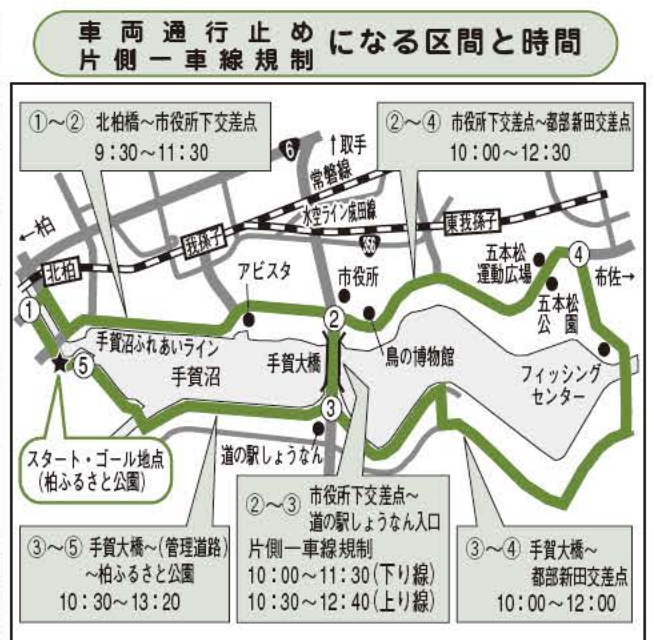 車両通行止め
片側一車線規制
になる区間と時間
①～② 北柏橋～市役所下交差点
9:30～11:30
②～④ 市役所下交差点～都部新田交差点
10:00～12:30
6
↑取手
常磐線
水空ライン成田線
356
我孫子
東我孫子
←柏
北柏
アビスタ
市役所
五本松
運動広場
④
布佐→
五本松
公園
①
②
手賀沼ふれあいライン
手賀大橋
鳥の博物館
フィッシング
センター
手賀沼
⑤
③
道の駅しょうなん
スタート・ゴール地点
(柏ふるさと公園)
③～⑤ 手賀大橋～(管理道路)
～柏ふるさと公園
10:30～13:20
②～③ 市役所下交差点～
道の駅しょうなん入口
片側一車線規制
10:00～11:30(下り線)
10:30～12:40(上り線)
③～④ 手賀大橋～
都部新田交差点
10:00～12:00